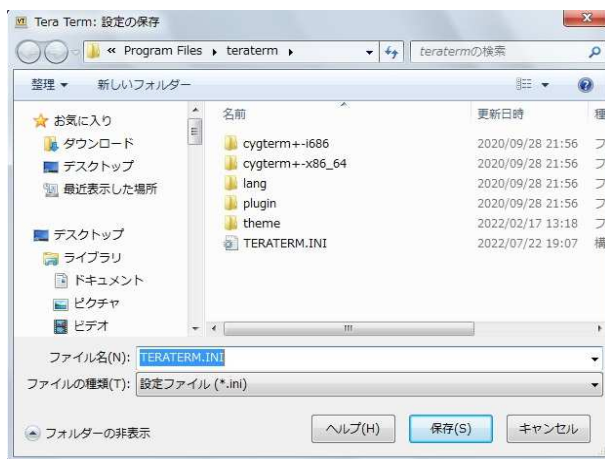 Tera Term: 設定の保存
« Program Files teraterm teratermの検索
整理 新しいフォルダー
お気に入り
ダウンロード
デスクトップ
最近表示した場所
デスクトップ
ライブラリ
ドキュメント
ピクチャ
ビデオ
名前 更新日時 種
cygterm+-i686 2020/09/28 21:56 フ
cygterm+-x86_64 2020/09/28 21:56 フ
lang 2020/09/28 21:56 フ
plugin 2020/09/28 21:56 フ
theme 2022/02/17 13:18 フ
TERATERM.INI 2022/07/22 19:07 構
ファイル名(N): TERATERM.INI
ファイルの種類(T): 設定ファイル (*.ini)
フォルダーの非表示 ヘルプ(H) 保存(S) キャンセル